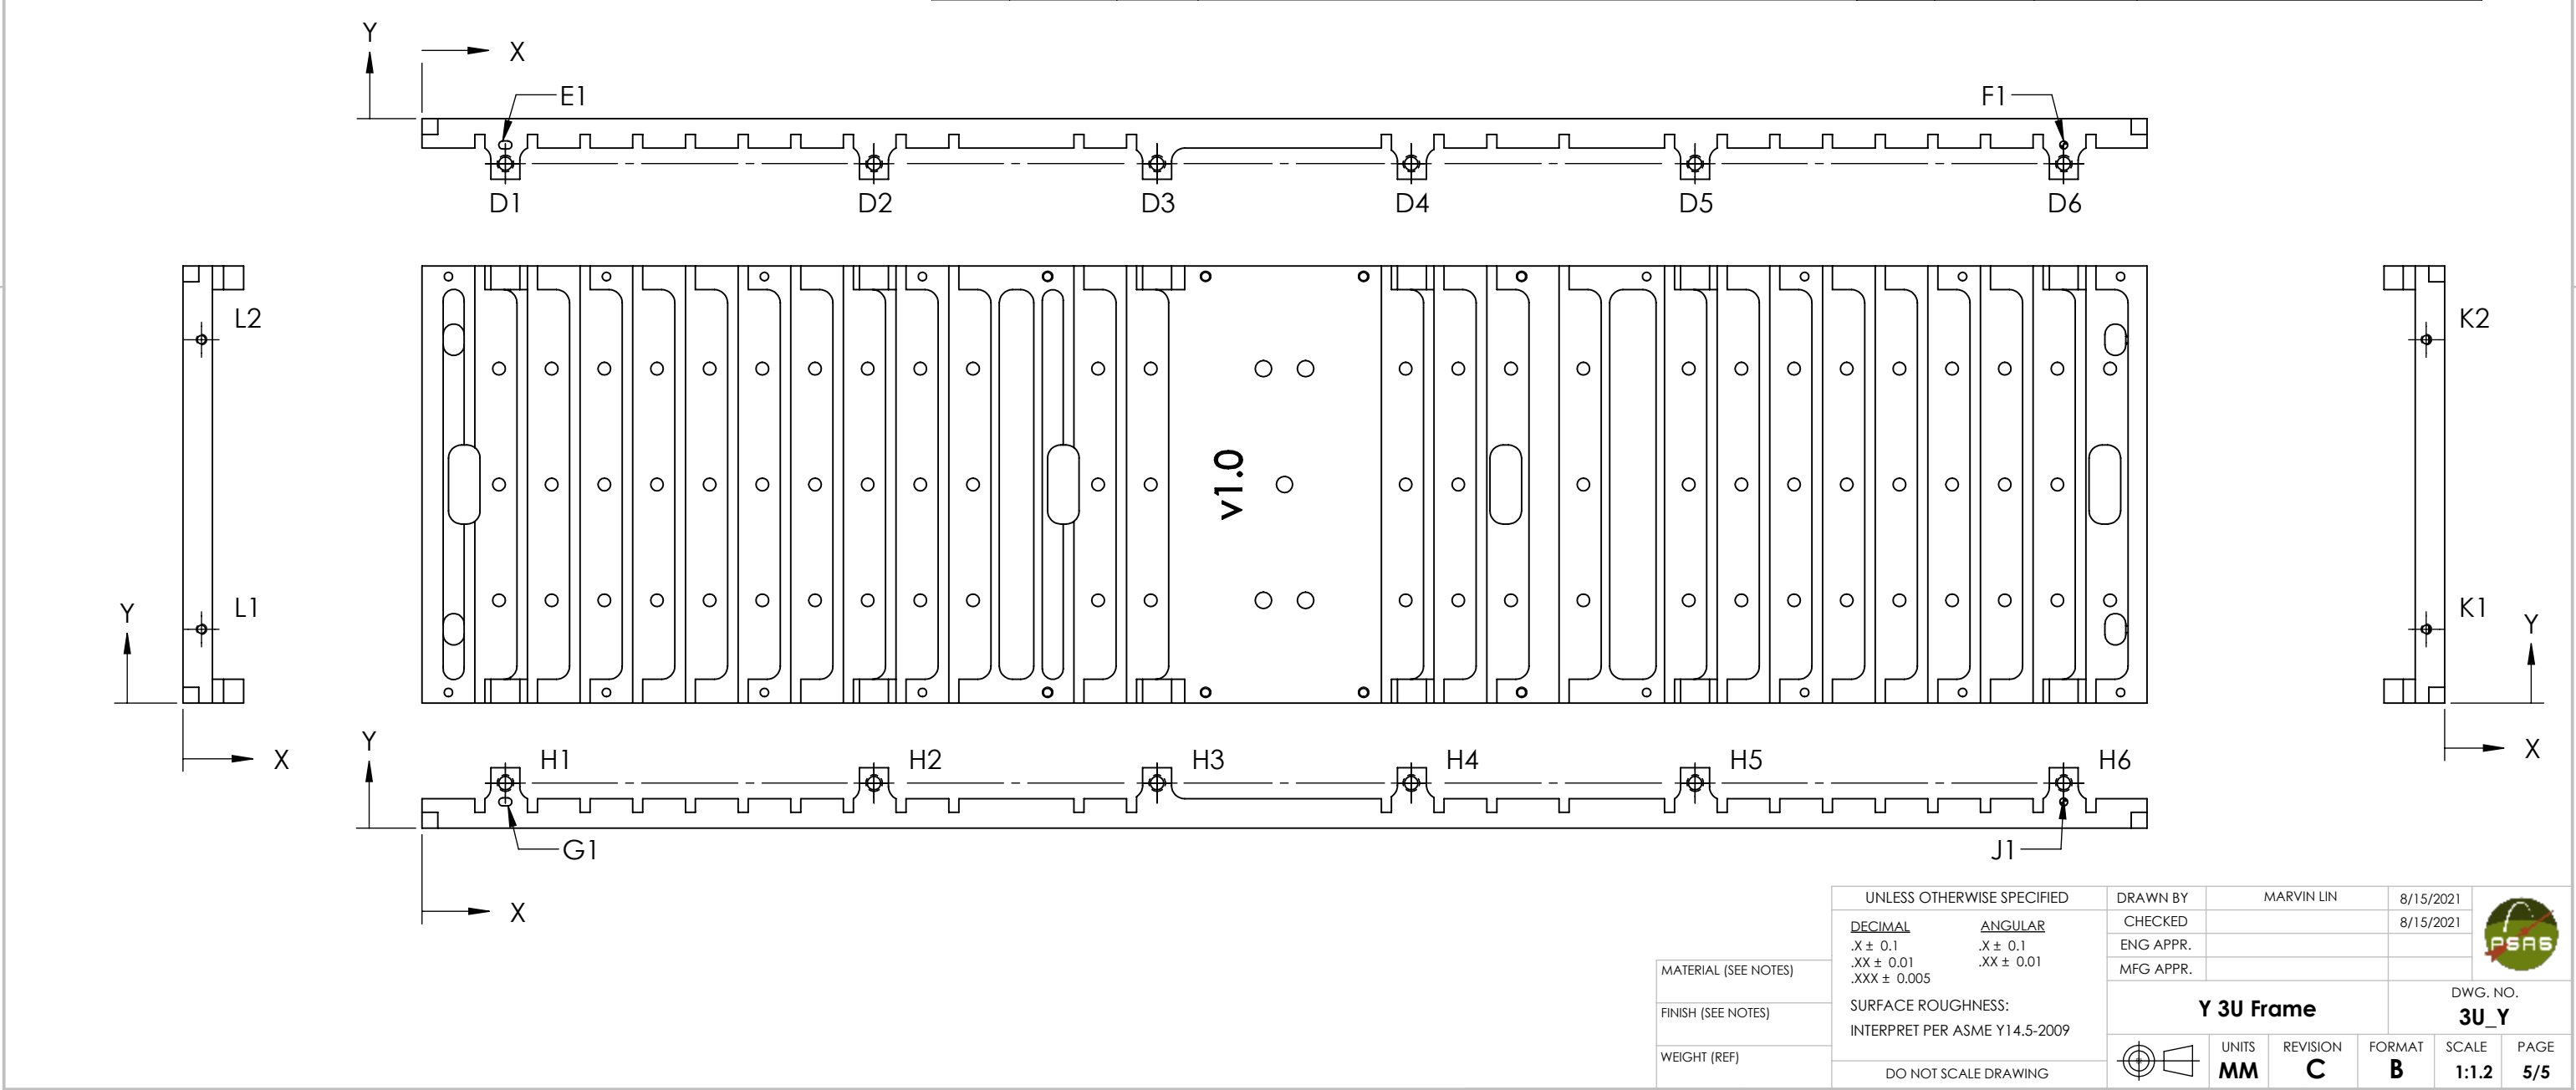 Y
X
E1
F1
D1 D2 D3 D4 D5 D6
L2
K2
v1.0
L1
K1
Y
Y
Y
H1 H2 H3 H4 H5 H6
X
X
G1
J1
X
UNLESS OTHERWISE SPECIFIED
DECIMAL ANGULAR
.X ± 0.1 .X ± 0.1
.XX ± 0.01 .XX ± 0.01
.XXX ± 0.005
SURFACE ROUGHNESS:
INTERPRET PER ASME Y14.5-2009
DO NOT SCALE DRAWING
MATERIAL (SEE NOTES)
FINISH (SEE NOTES)
WEIGHT (REF)
DRAWN BY MARVIN LIN 8/15/2021
CHECKED 8/15/2021
ENG APPR.
MFG APPR.
PSAS
Y 3U Frame
DWG. NO.
3U_Y
UNITS REVISION FORMAT SCALE PAGE
MM C B 1:1.2 5/5